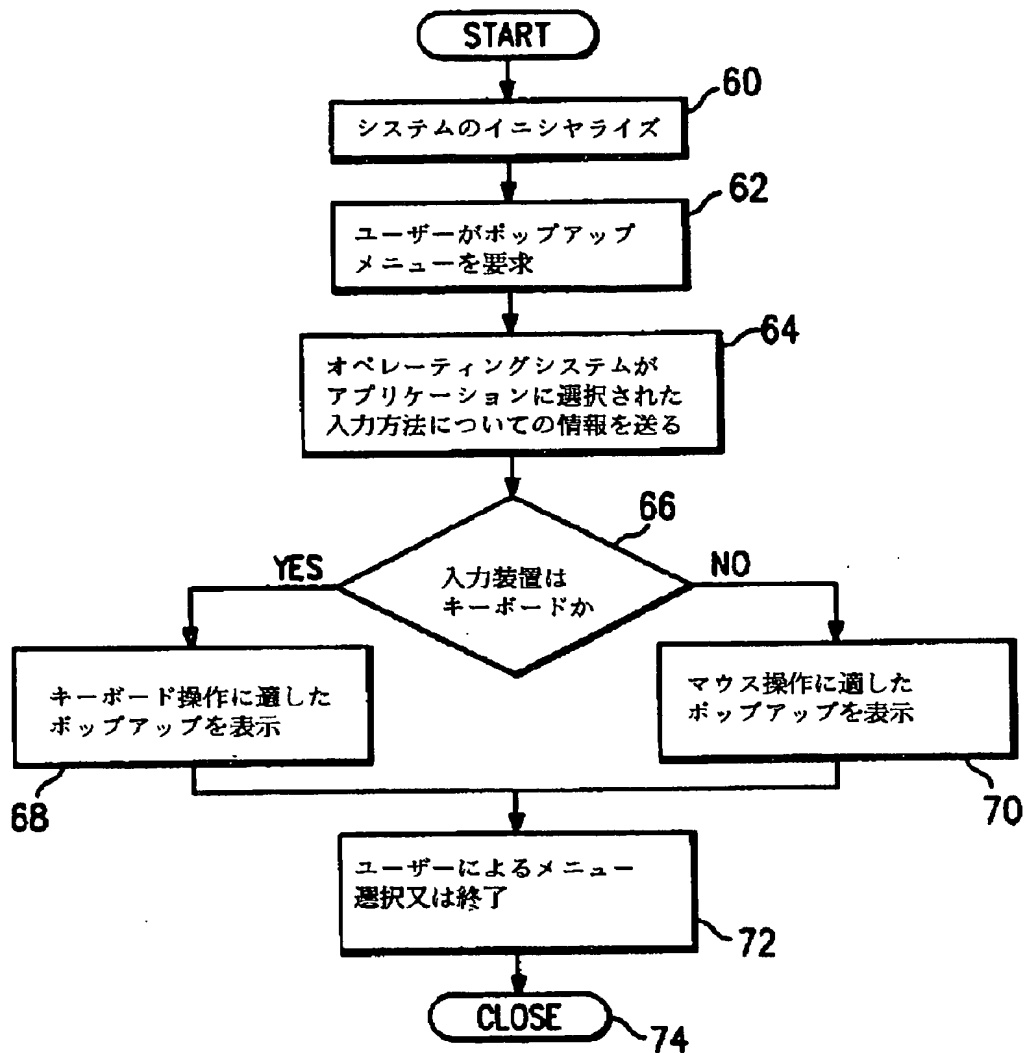 START
60
システムのイニシャライズ
62
ユーザーがポップアップ
メニューを要求
64
オペレーティングシステムが
アプリケーションに選択された
入力方法についての情報を送る
66
YES
NO
入力装置は
キーボードか
キーボード操作に適した
ポップアップを表示
68
マウス操作に適した
ポップアップを表示
70
ユーザーによるメニュー
選択又は終了
72
CLOSE
74